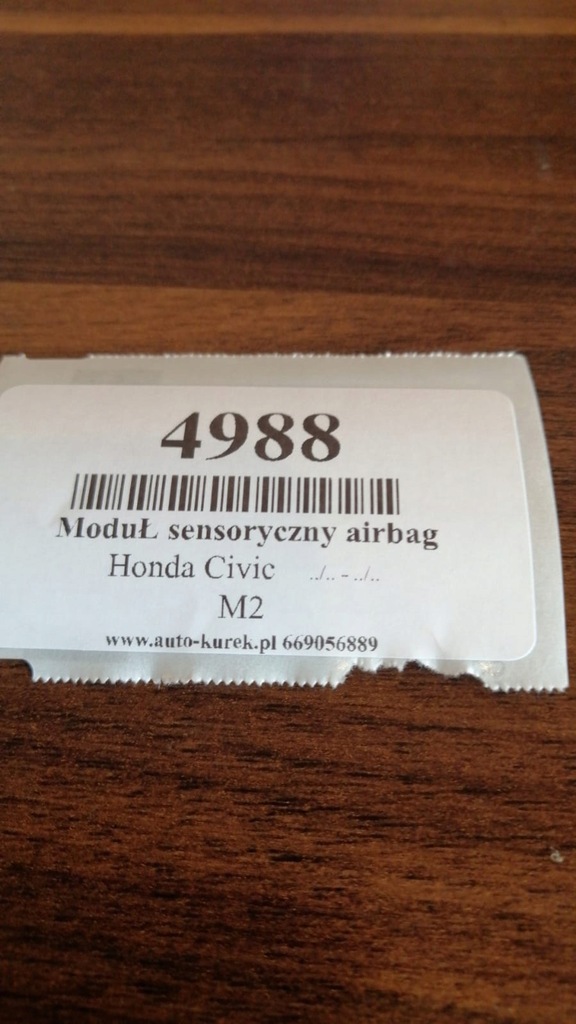 4988
ModuŁ sensoryczny airbag
Honda Civic ../.. - ../..
M2
www.auto-kurek.pl 669056889